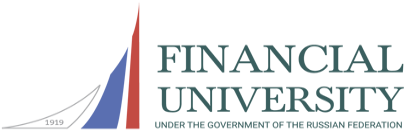 1919
FINANCIAL
UNIVERSITY
UNDER THE GOVERNMENT OF THE RUSSIAN FEDERATION